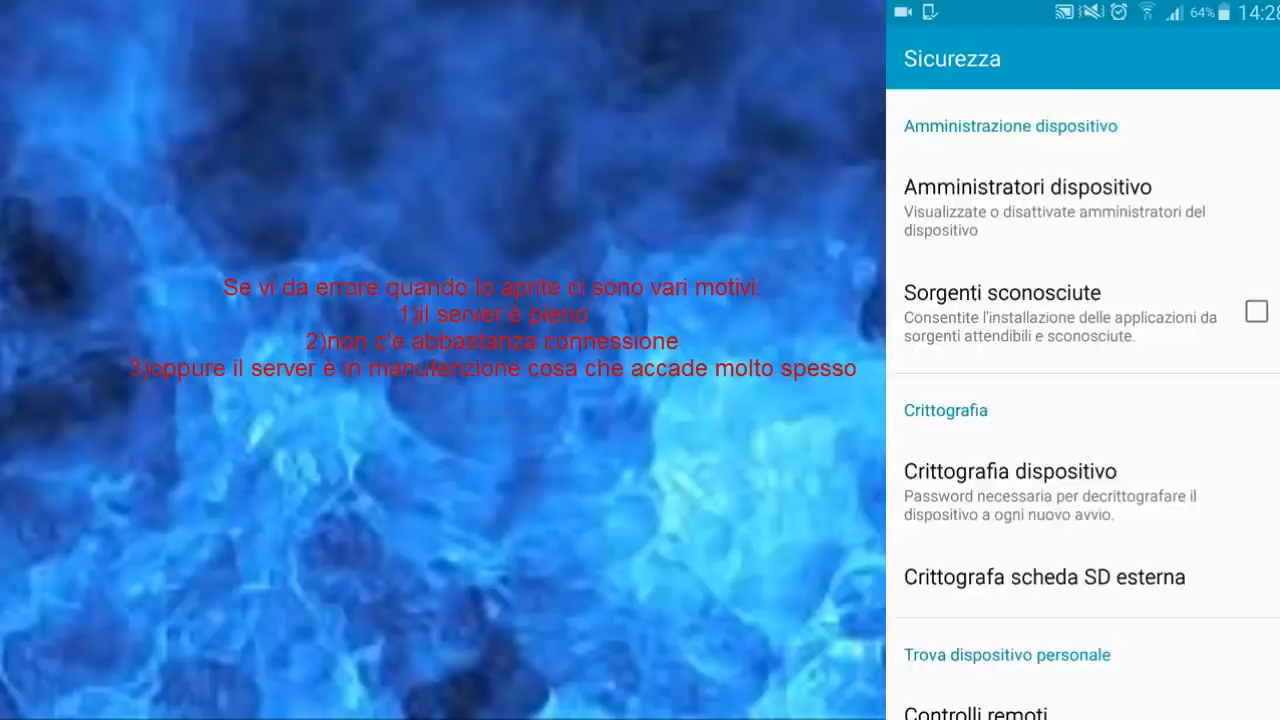 Se vi da errore quando lo aprite ci sono vari motivi:
1)il server è pieno
2)non c'e abbastanza connessione
3)oppure il server è in manutenzione cosa che accade molto spesso
64% 14:28
Sicurezza
Amministrazione dispositivo
Amministratori dispositivo
Visualizzate o disattivate amministratori del
dispositivo
Sorgenti sconosciute
Consentite l'installazione delle applicazioni da
sorgenti attendibili e sconosciute.
Crittografia
Crittografia dispositivo
Password necessaria per decrittografare il
dispositivo a ogni nuovo avvio.
Crittografa scheda SD esterna
Trova dispositivo personale
Controlli remoti